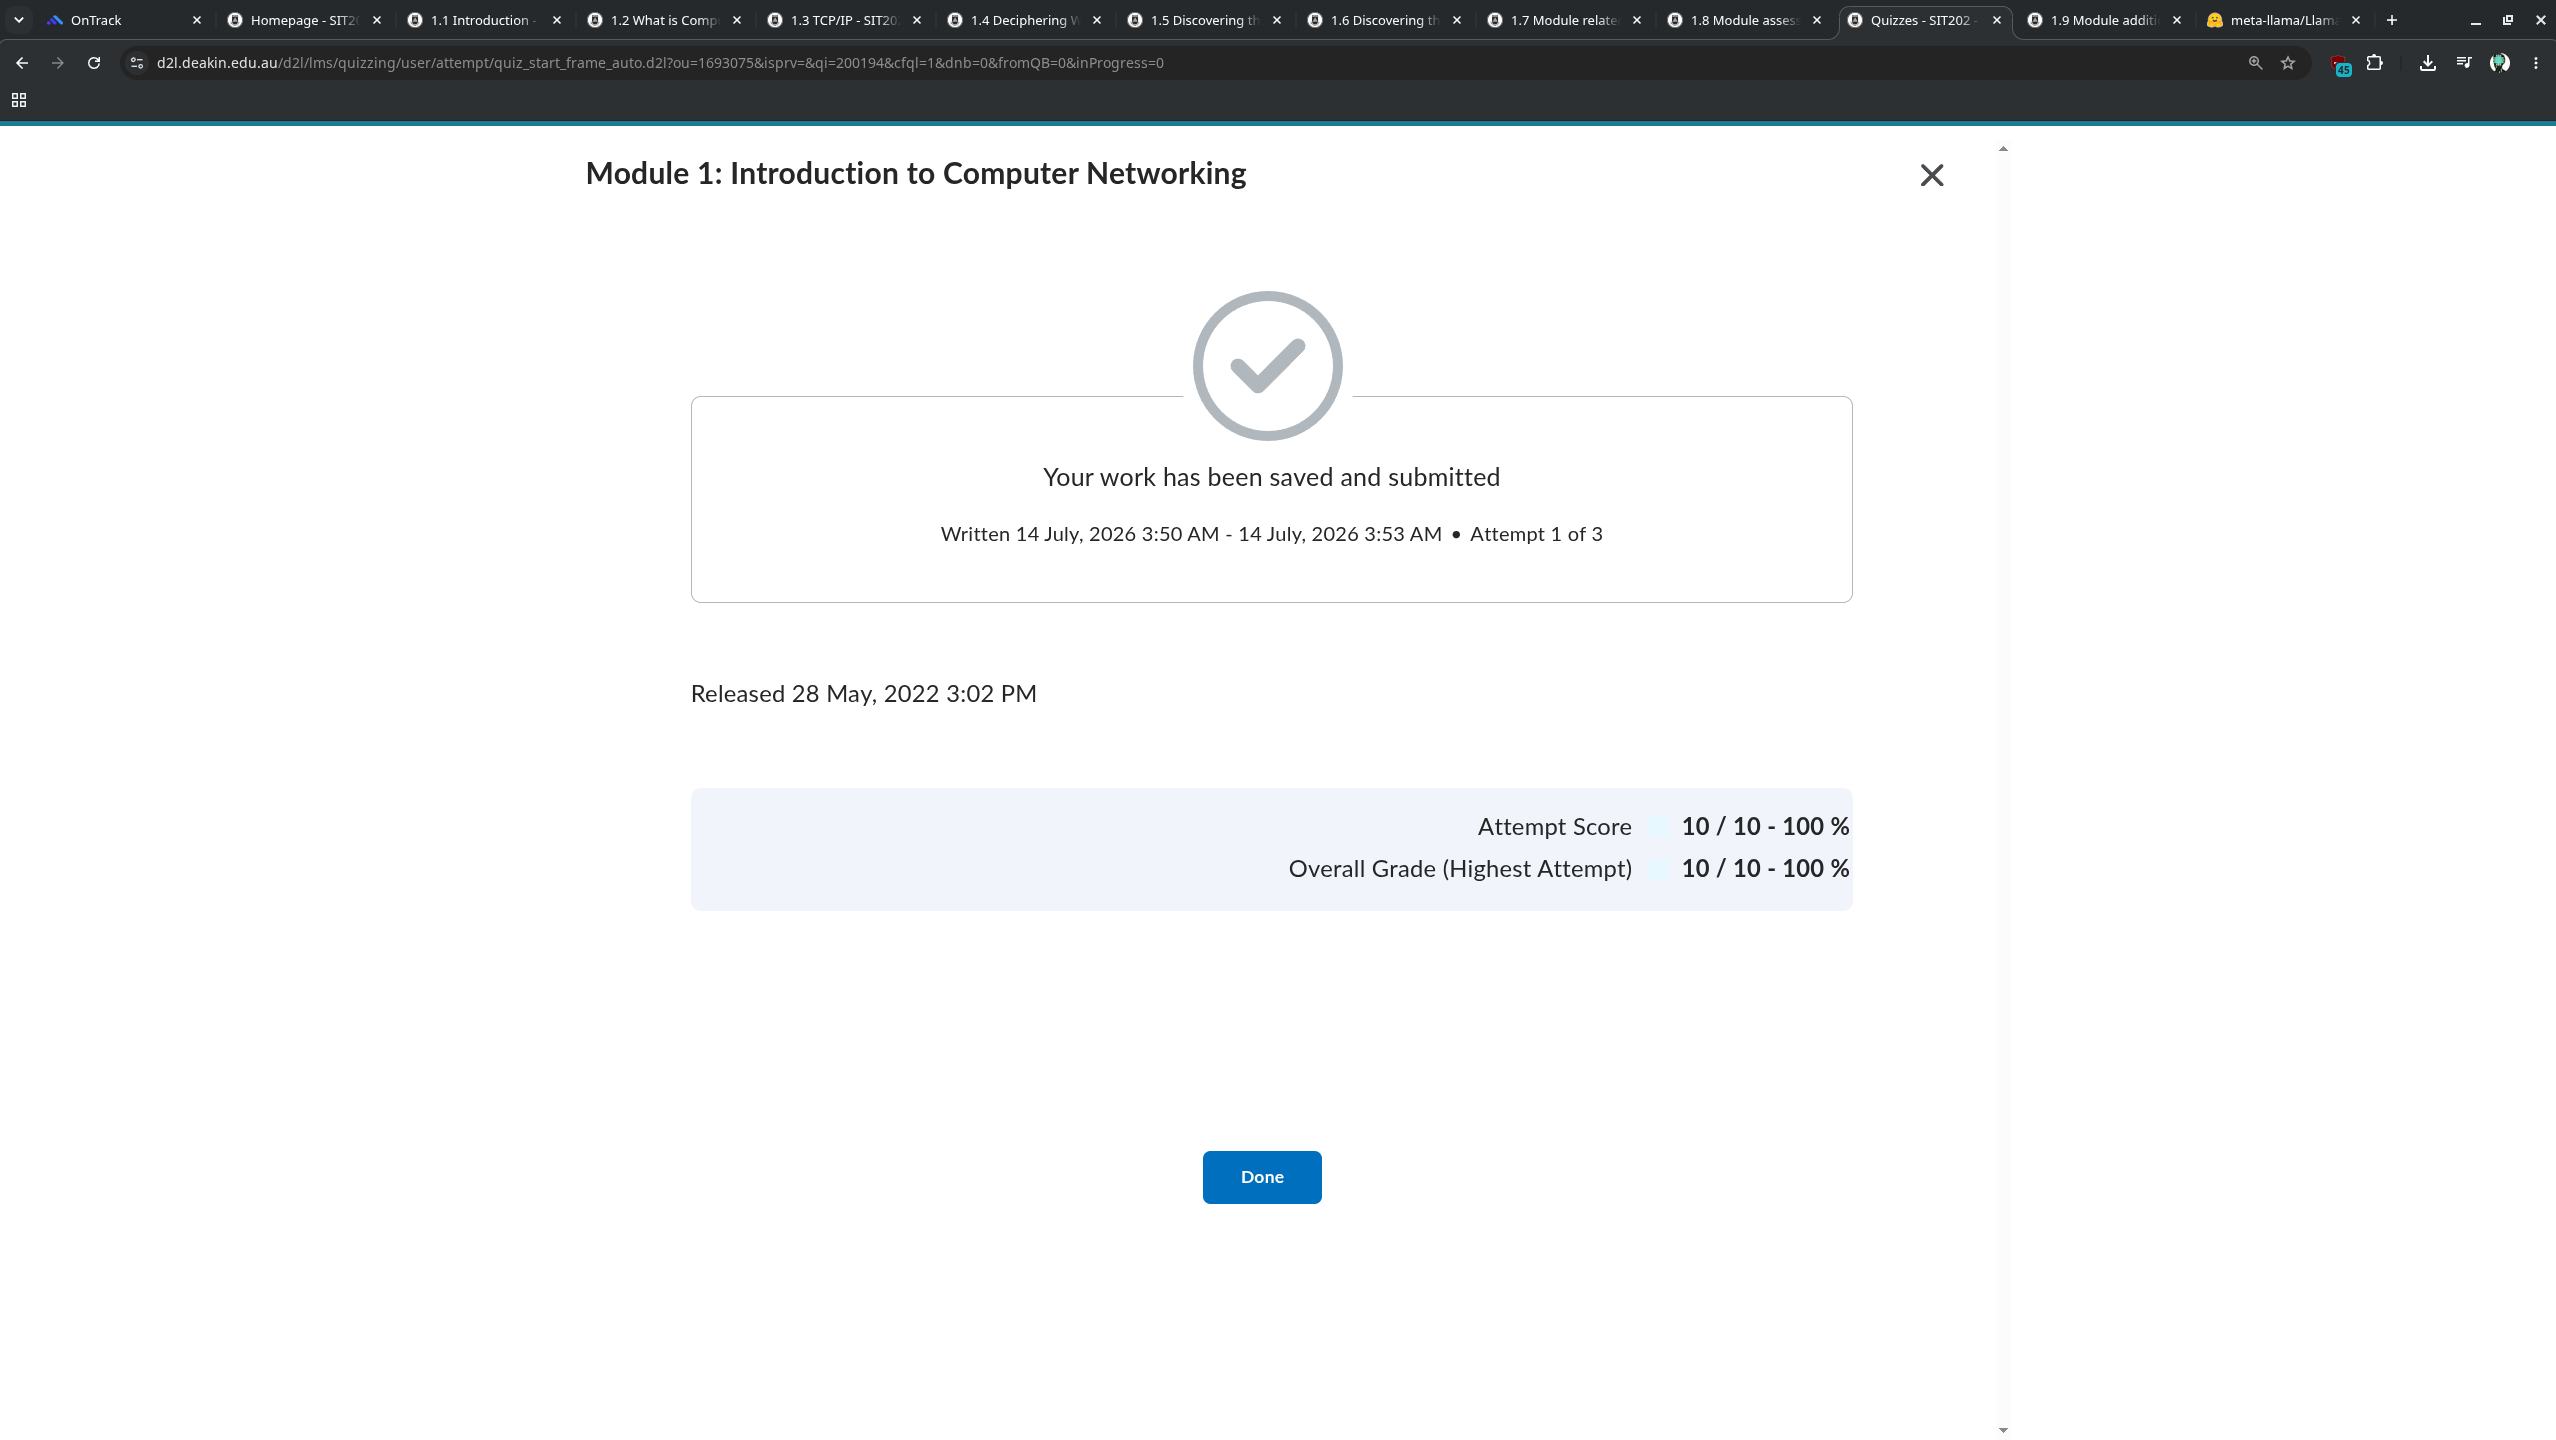 OnTrack
Homepage - SIT20
1.1 Introduction -
1.2 What is Comp
1.3 TCP/IP - SIT20
1.4 Deciphering W
1.5 Discovering th
1.6 Discovering th
1.7 Module relate
1.8 Module assess
Quizzes - SIT202 -
1.9 Module additi
meta-llama/Llama
d2l.deakin.edu.au/d2l/lms/quizzing/user/attempt/quiz_start_frame_auto.d2l?ou=1693075&isprv=&qi=200194&cfql=1&dnb=0&fromQB=0&inProgress=0
45
Module 1: Introduction to Computer Networking
Your work has been saved and submitted
Written 14 July, 2026 3:50 AM - 14 July, 2026 3:53 AM • Attempt 1 of 3
Released 28 May, 2022 3:02 PM
Attempt Score 10 / 10 - 100 %
Overall Grade (Highest Attempt) 10 / 10 - 100 %
Done